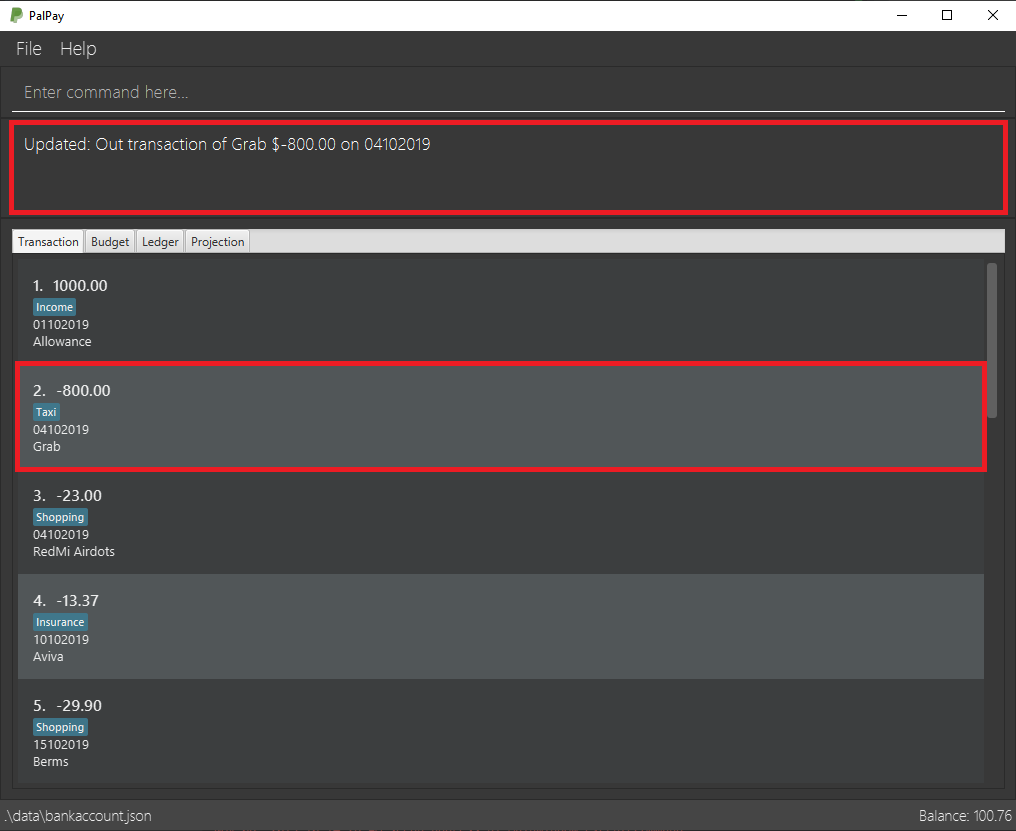 PalPay
File Help
Enter command here...
Updated: Out transaction of Grab $-800.00 on 04102019
Transaction Budget Ledger Projection
1. 1000.00
Income
01102019
Allowance
2. -800.00
Taxi
04102019
Grab
3. -23.00
Shopping
04102019
RedMi Airdots
4. -13.37
Insurance
10102019
Aviva
5. -29.90
Shopping
15102019
Berms
.\data\bankaccount.json Balance: 100.76